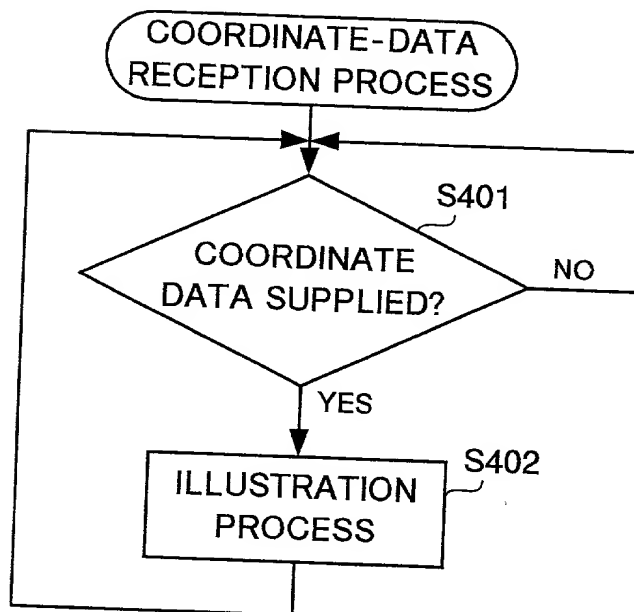 COORDINATE-DATA
RECEPTION PROCESS
S401
COORDINATE
DATA SUPPLIED?
NO
YES
S402
ILLUSTRATION
PROCESS